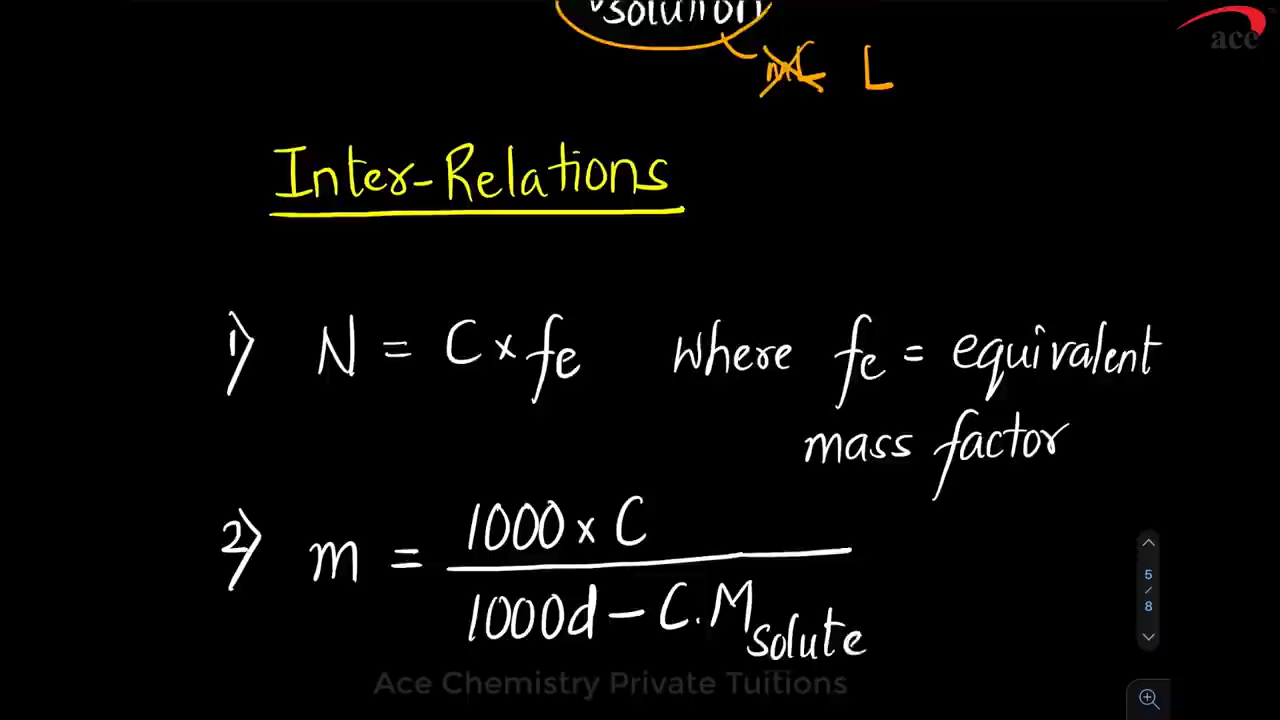 solution
ace
mL L
Inter-Relations
1) N = C × fe where fe = equivalent
mass factor
2) m = 1000 × C
1000d - C.M solute
5
/
8
Ace Chemistry Private Tuitions